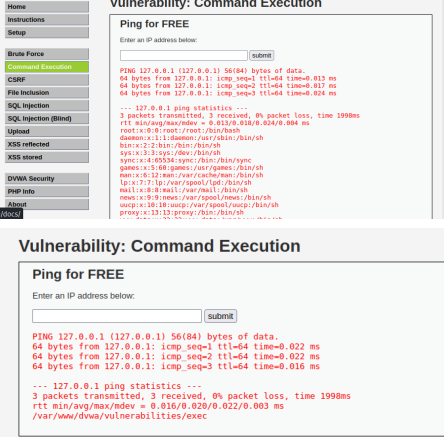 Home
Instructions
Setup
Brute Force
Command Execution
CSRF
File Inclusion
SQL Injection
SQL Injection (Blind)
Upload
XSS reflected
XSS stored
DVWA Security
PHP Info
About
/docs/
Vulnerability: Command Execution
Ping for FREE
Enter an IP address below:
submit
PING 127.0.0.1 (127.0.0.1) 56(84) bytes of data.
64 bytes from 127.0.0.1: icmp_seq=1 ttl=64 time=0.013 ms
64 bytes from 127.0.0.1: icmp_seq=2 ttl=64 time=0.017 ms
64 bytes from 127.0.0.1: icmp_seq=3 ttl=64 time=0.024 ms
--- 127.0.0.1 ping statistics ---
3 packets transmitted, 3 received, 0% packet loss, time 1998ms
rtt min/avg/max/mdev = 0.013/0.018/0.024/0.004 ms
root:x:0:0:root:/root:/bin/bash
daemon:x:1:1:daemon:/usr/sbin:/bin/sh
bin:x:2:2:bin:/bin:/bin/sh
sys:x:3:3:sys:/dev:/bin/sh
sync:x:4:65534:sync:/bin:/bin/sync
games:x:5:60:games:/usr/games:/bin/sh
man:x:6:12:man:/var/cache/man:/bin/sh
lp:x:7:7:lp:/var/spool/lpd:/bin/sh
mail:x:8:8:mail:/var/mail:/bin/sh
news:x:9:9:news:/var/spool/news:/bin/sh
uucp:x:10:10:uucp:/var/spool/uucp:/bin/sh
proxy:x:13:13:proxy:/bin:/bin/sh
Vulnerability: Command Execution
Ping for FREE
Enter an IP address below:
submit
PING 127.0.0.1 (127.0.0.1) 56(84) bytes of data.
64 bytes from 127.0.0.1: icmp_seq=1 ttl=64 time=0.022 ms
64 bytes from 127.0.0.1: icmp_seq=2 ttl=64 time=0.022 ms
64 bytes from 127.0.0.1: icmp_seq=3 ttl=64 time=0.016 ms
--- 127.0.0.1 ping statistics ---
3 packets transmitted, 3 received, 0% packet loss, time 1998ms
rtt min/avg/max/mdev = 0.016/0.020/0.022/0.003 ms
/var/www/dvwa/vulnerabilities/exec